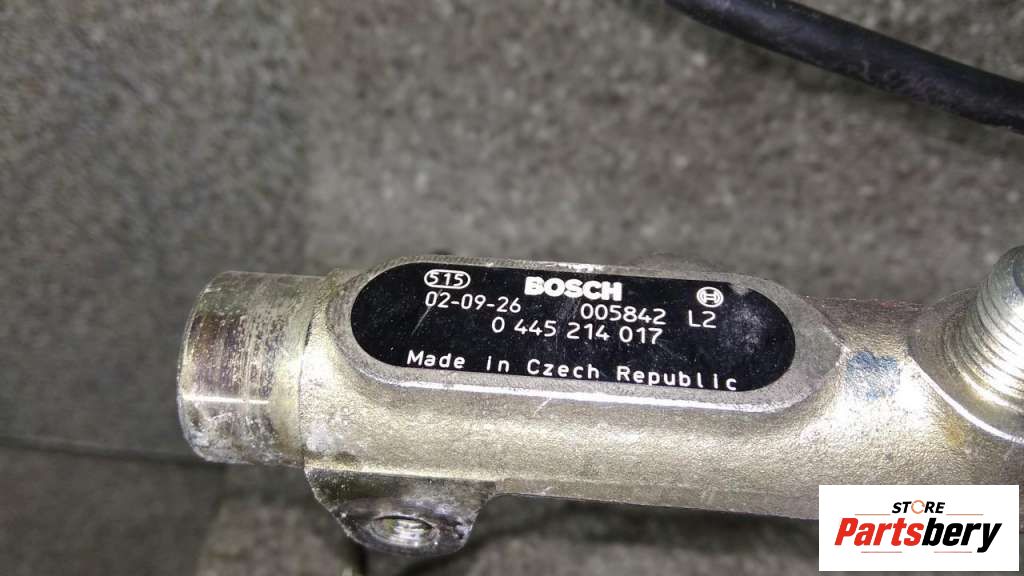 515 BOSCH
02-09-26 005842 L2
0 445 214 017
Made in Czech Republic
STORE
Partsbery